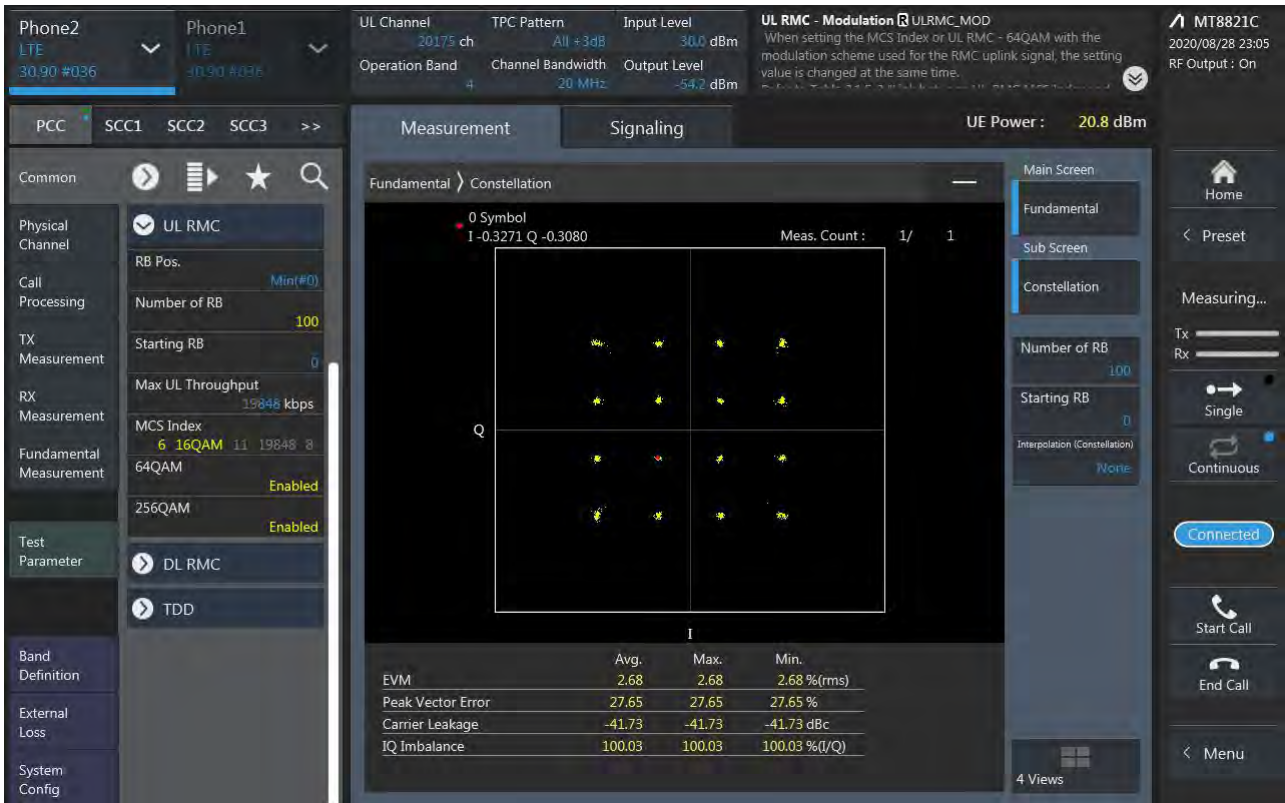 Phone2
LTE
30.90 #036
Phone1
LTE
30.90 #036
UL Channel
20175 ch
Operation Band
4
TPC Pattern
All +3dB
Channel Bandwidth
20 MHz
Input Level
30.0 dBm
Output Level
-54.2 dBm
UL RMC - Modulation R ULRMC_MOD
When setting the MCS Index or UL RMC - 64QAM with the
modulation scheme used for the RMC uplink signal, the setting
value is changed at the same time.
MT8821C
2020/08/28 23:05
RF Output : On
PCC SCC1 SCC2 SCC3 >>
Measurement
Signaling
UE Power : 20.8 dBm
Common
Physical
Channel
Call
Processing
TX
Measurement
RX
Measurement
Fundamental
Measurement
Test
Parameter
Band
Definition
External
Loss
System
Config
UL RMC
RB Pos.
Min(#0)
Number of RB
100
Starting RB
0
Max UL Throughput
19848 kbps
MCS Index
6 16QAM 11 19848 8
64QAM
Enabled
256QAM
Enabled
DL RMC
TDD
Fundamental 〉 Constellation
0 Symbol
I -0.3271 Q -0.3080
Meas. Count : 1/ 1
Q
I
Avg. Max. Min.
EVM 2.68 2.68 2.68 %(rms)
Peak Vector Error 27.65 27.65 27.65 %
Carrier Leakage -41.73 -41.73 -41.73 dBc
IQ Imbalance 100.03 100.03 100.03 %(I/Q)
Main Screen
Fundamental
Sub Screen
Constellation
Number of RB
100
Starting RB
0
Interpolation (Constellation)
None
4 Views
Home
< Preset
Measuring...
Tx
Rx
Single
Continuous
Connected
Start Call
End Call
< Menu